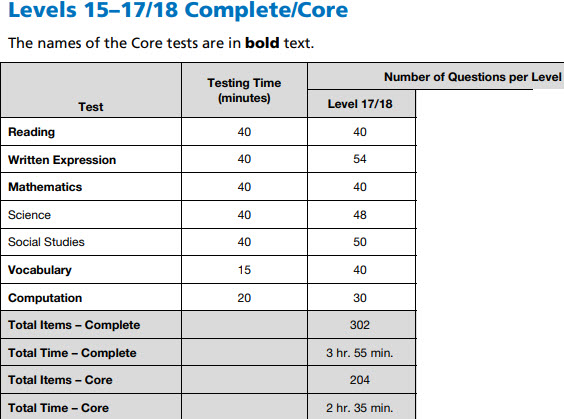 Levels 15–17/18 Complete/Core
The names of the Core tests are in bold text.
Test
Testing Time
(minutes)
Number of Questions per Level
Level 17/18
Reading 40 40
Written Expression 40 54
Mathematics 40 40
Science 40 48
Social Studies 40 50
Vocabulary 15 40
Computation 20 30
Total Items – Complete 302
Total Time – Complete 3 hr. 55 min.
Total Items – Core 204
Total Time – Core 2 hr. 35 min.